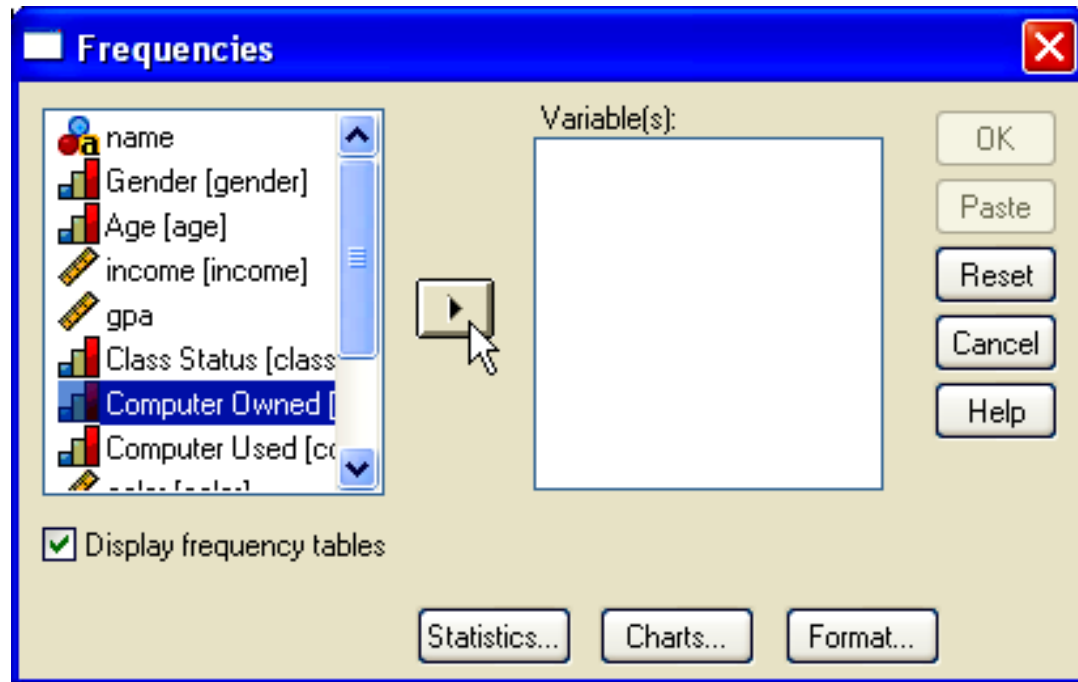 Frequencies
name
Gender [gender]
Age [age]
income [income]
gpa
Class Status [class
Computer Owned [
Computer Used [co
Variable(s):
OK
Paste
Reset
Cancel
Help
Display frequency tables
Statistics...
Charts...
Format...